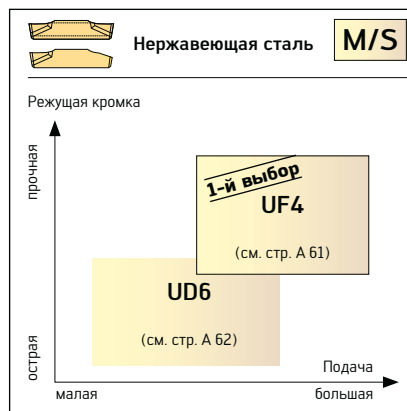 Нержавеющая сталь
M/S
Режущая кромка
прочная
1-й выбор
UF4
(см. стр. A 61)
UD6
(см. стр. A 62)
острая
Подача
малая
большая